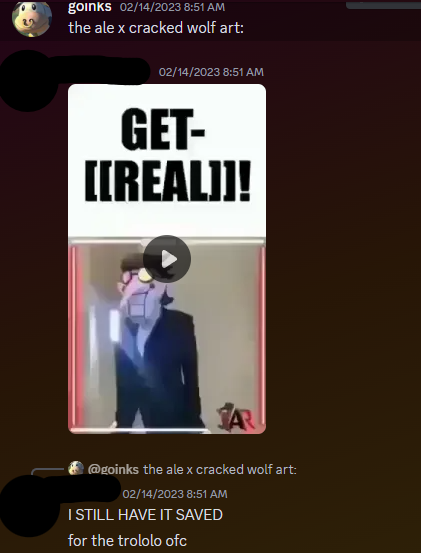 goinks 02/14/2023 8:51 AM
the ale x cracked wolf art:
02/14/2023 8:51 AM
GET-
[[REAL]]!
AR
@goinks the ale x cracked wolf art:
02/14/2023 8:51 AM
I STILL HAVE IT SAVED
for the trololo ofc